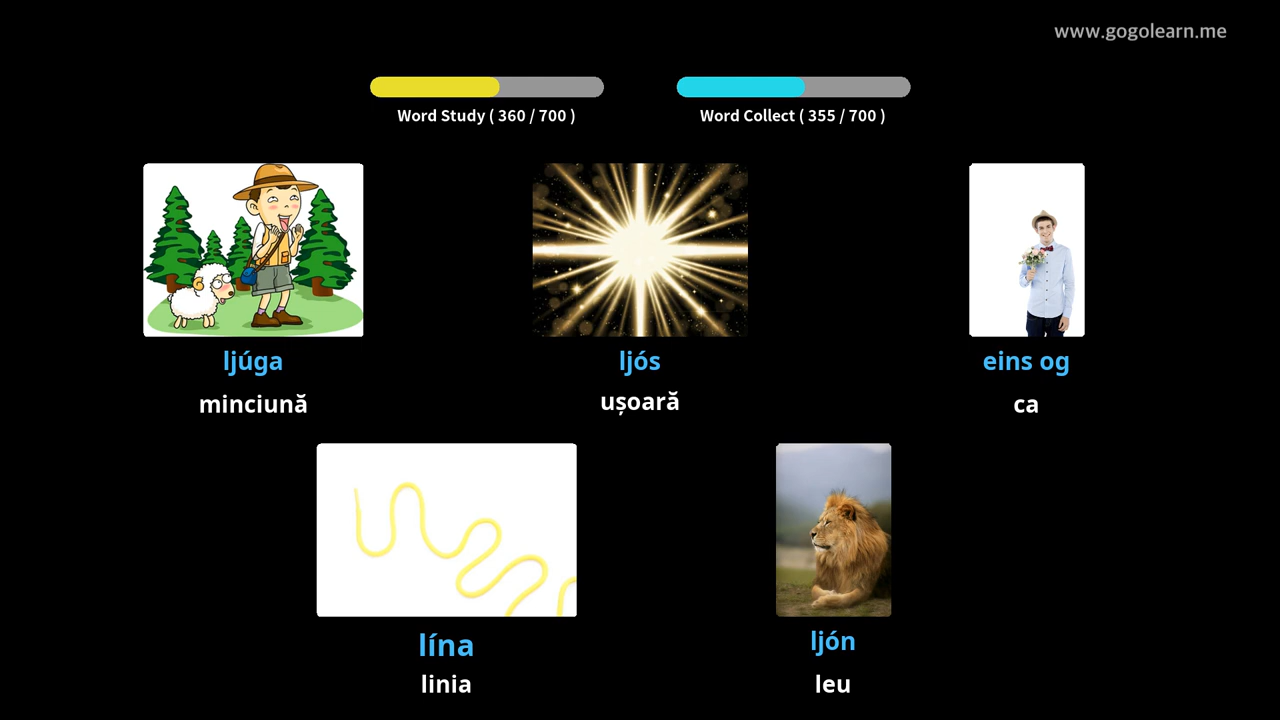 www.gogolearn.me
Word Study ( 360 / 700 )
Word Collect ( 355 / 700 )
ljúga
minciună
ljós
ușoară
eins og
ca
lína
linia
ljón
leu